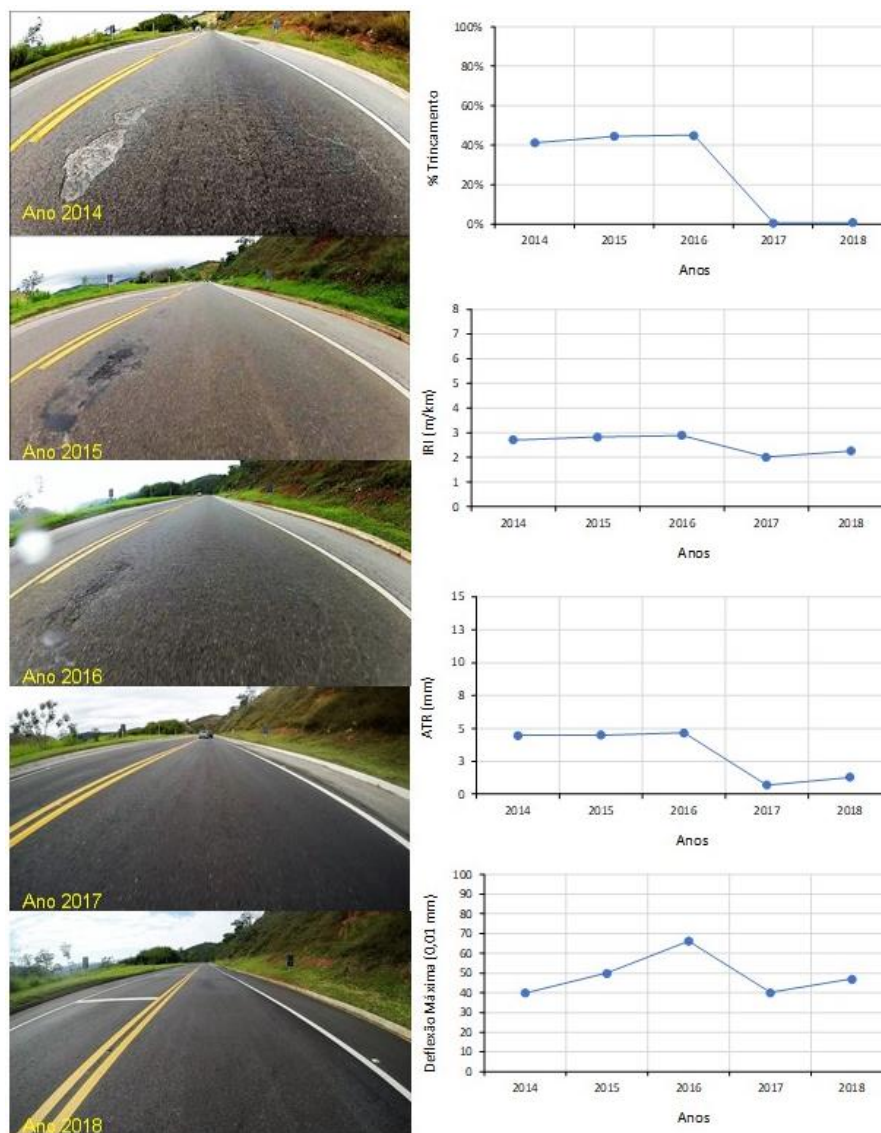 Ano 2014
Ano 2015
Ano 2016
Ano 2017
Ano 2018
% Trincamento
100%
80%
60%
40%
20%
0%
2014 2015 2016 2017 2018
Anos
IRI (m/km)
8
7
6
5
4
3
2
1
0
2014 2015 2016 2017 2018
Anos
ATR (mm)
15
13
10
8
5
3
0
2014 2015 2016 2017 2018
Anos
Deflexão Máxima (0,01 mm)
100
90
80
70
60
50
40
30
20
10
0
2014 2015 2016 2017 2018
Anos